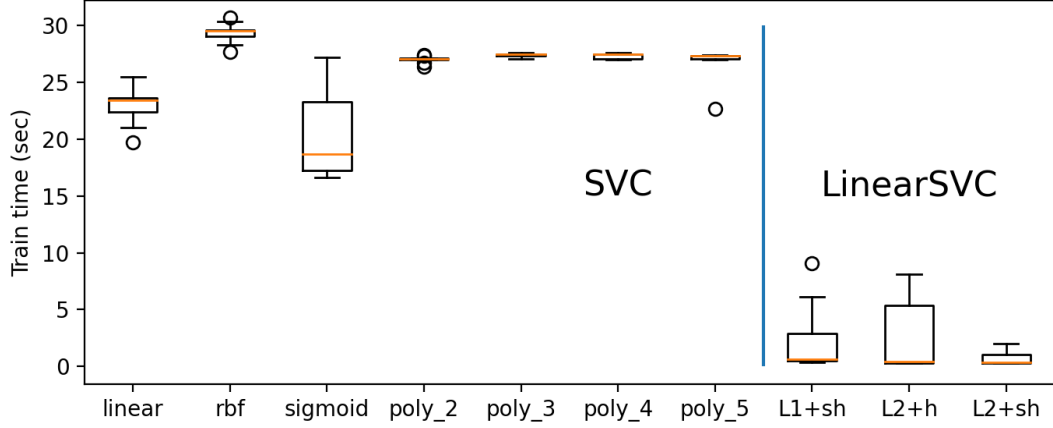 Train time (sec)
30
25
20
15
10
5
0
SVC
LinearSVC
linear rbf sigmoid poly_2 poly_3 poly_4 poly_5 L1+sh L2+h L2+sh